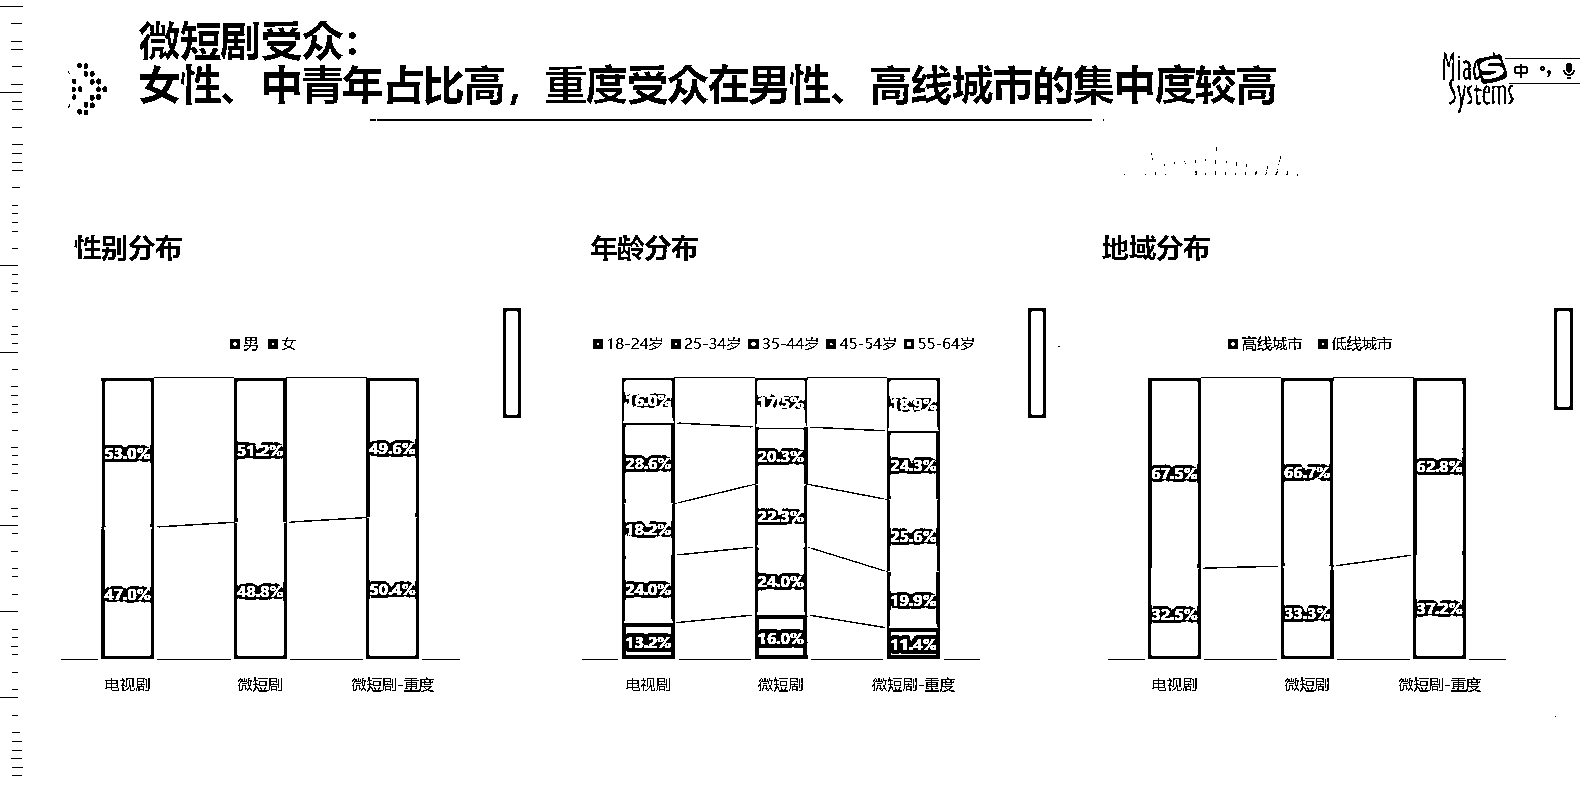 微短剧受众：
女性、中青年占比高，重度受众在男性、高线城市的集中度较高
Miao
Systems
中
性别分布
年龄分布
地域分布
男 女
18-24岁 25-34岁 35-44岁 45-54岁 55-64岁
高线城市 低线城市
53.0% 51.2% 49.6%
47.0% 48.8% 50.4%
电视剧 微短剧 微短剧-重度
16.0% 17.5% 18.9%
28.6% 20.3% 24.3%
18.2% 22.3% 25.6%
24.0% 24.0% 19.9%
13.2% 16.0% 11.4%
电视剧 微短剧 微短剧-重度
67.5% 66.7% 62.8%
32.5% 33.3% 37.2%
电视剧 微短剧 微短剧-重度